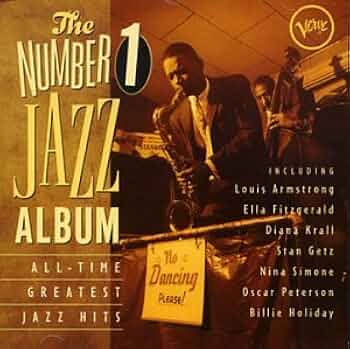 The
NUMBER 1
JAZZ
ALBUM
ALL-TIME
GREATEST
JAZZ HITS
Verve
INCLUDING
Louis Armstrong
Ella Fitzgerald
Diana Krall
Stan Getz
Nina Simone
Oscar Peterson
Billie Holiday
"No
Dancing
PLEASE!